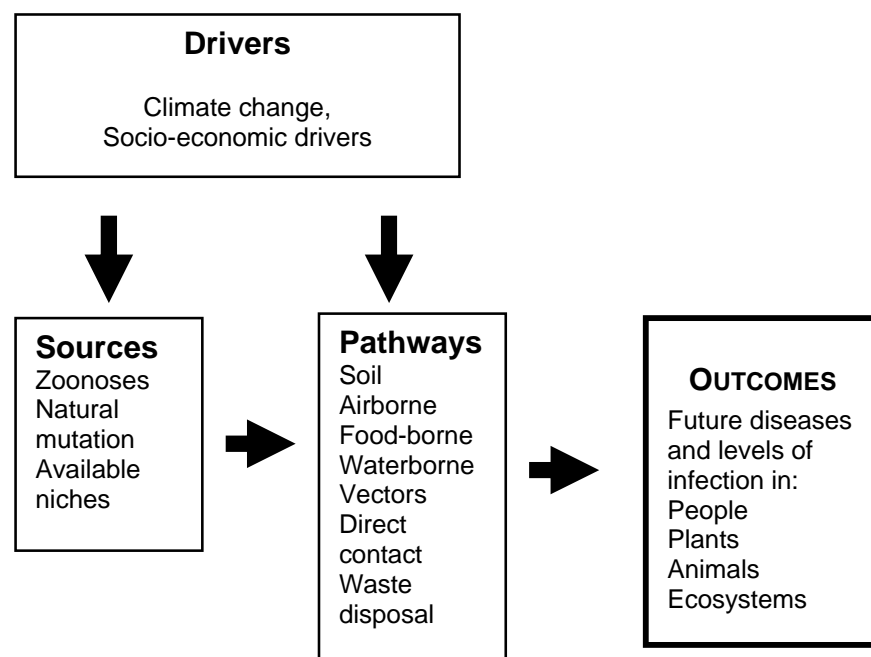 Drivers
Climate change,
Socio-economic drivers
Sources
Zoonoses
Natural
mutation
Available
niches
Pathways
Soil
Airborne
Food-borne
Waterborne
Vectors
Direct
contact
Waste
disposal
OUTCOMES
Future diseases
and levels of
infection in:
People
Plants
Animals
Ecosystems